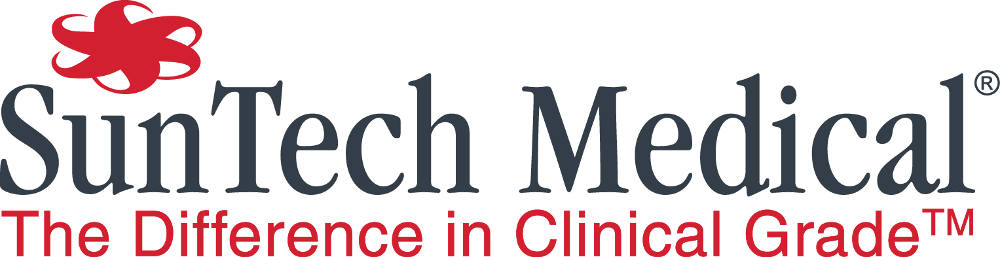 SunTech Medical®
The Difference in Clinical Grade™